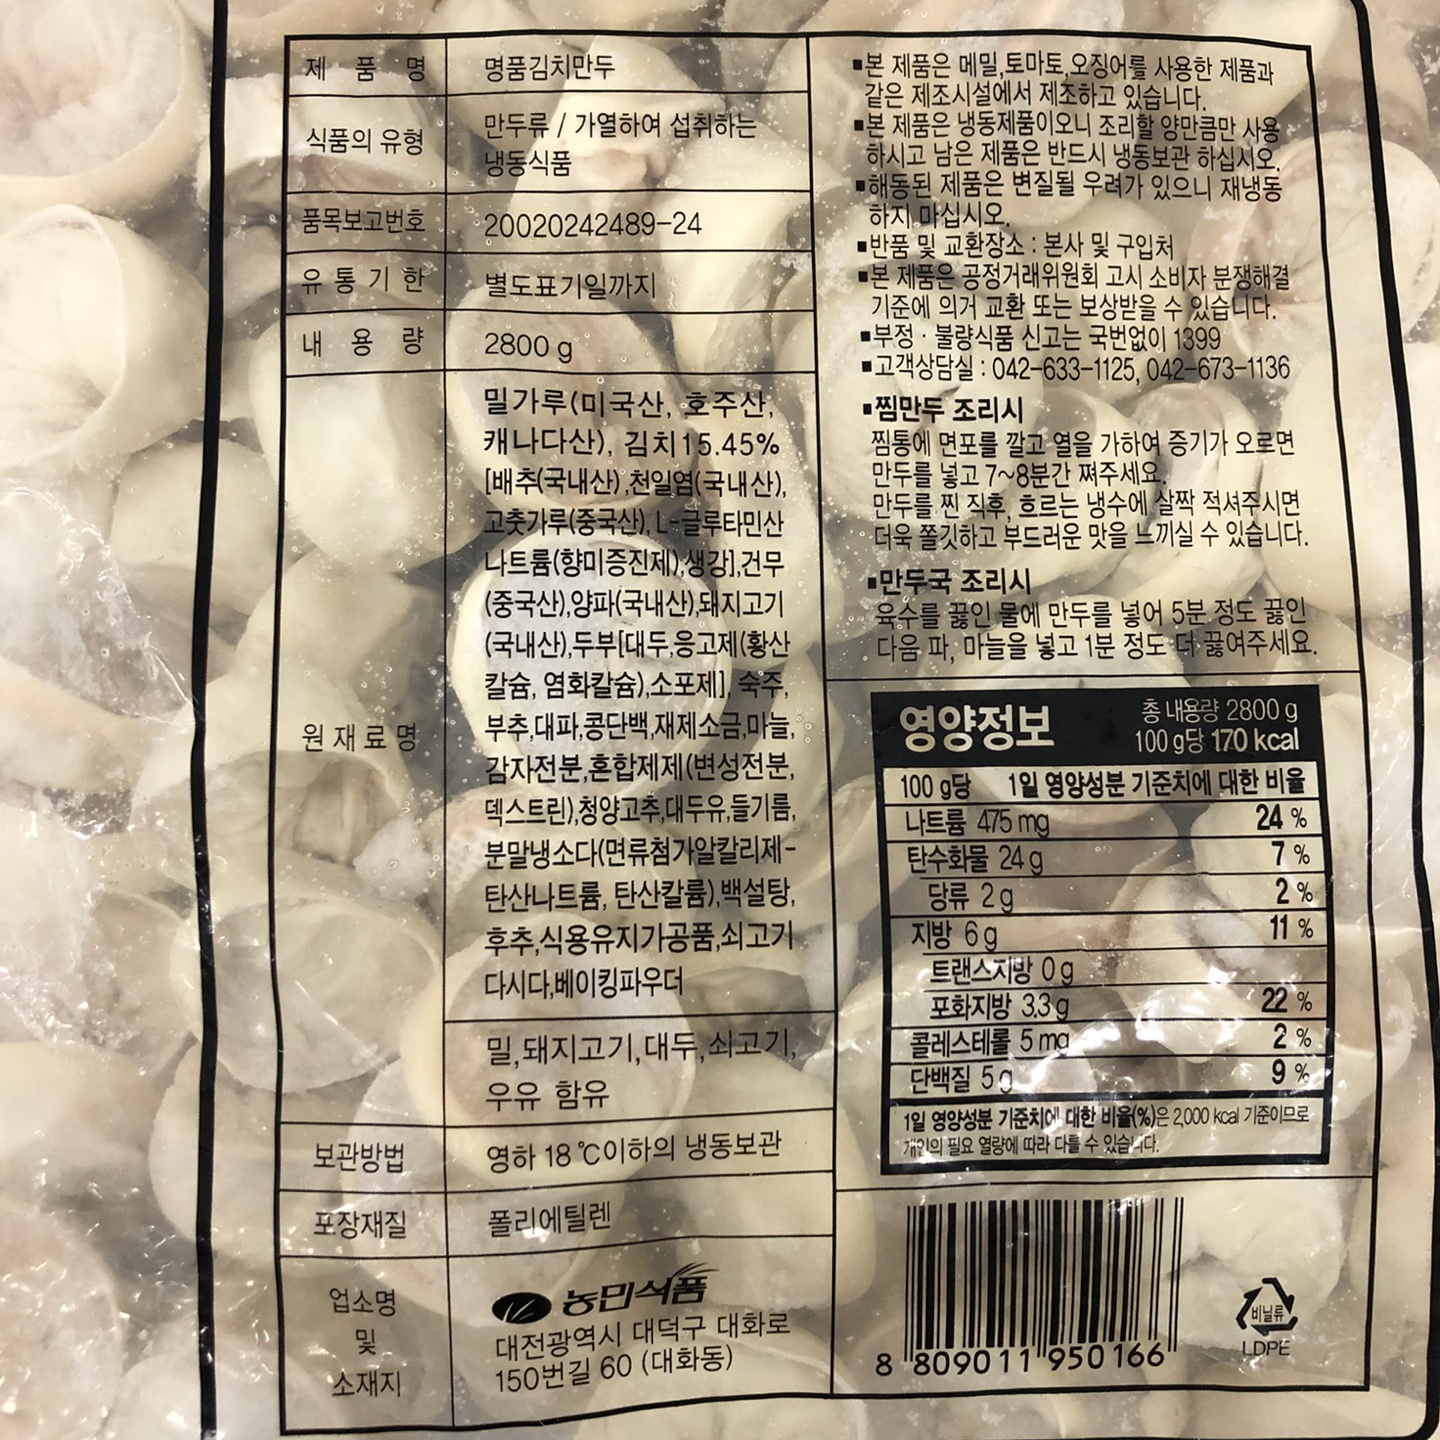 제 품 명
명품김치만두
식품의 유형
만두류 / 가열하여 섭취하는
냉동식품
품목보고번호
20020242489-24
유 통 기 한
별도표기일까지
내 용 량
2800 g
원 재 료 명
밀가루(미국산, 호주산,
캐나다산), 김치15.45%
[배추(국내산),천일염(국내산),
고춧가루(중국산), L-글루타민산
나트륨(향미증진제),생강],건무
(중국산),양파(국내산),돼지고기
(국내산),두부[대두,응고제(황산
칼슘, 염화칼슘),소포제], 숙주,
부추,대파,콩단백,재제소금,마늘,
감자전분,혼합제제(변성전분,
덱스트린),청양고추,대두유,들기름,
분말냉소다(면류첨가알칼리제-
탄산나트륨, 탄산칼륨),백설탕,
후추,식용유지가공품,쇠고기
다시다,베이킹파우더
밀,돼지고기,대두,쇠고기,
우유 함유
보관방법
영하 18℃이하의 냉동보관
포장재질
폴리에틸렌
업소명
및
소재지
농민식품
대전광역시 대덕구 대화로
150번길 60 (대화동)
■본 제품은 메밀,토마토,오징어를 사용한 제품과
같은 제조시설에서 제조하고 있습니다.
■본 제품은 냉동제품이오니 조리할 양만큼만 사용
하시고 남은 제품은 반드시 냉동보관 하십시오.
■해동된 제품은 변질될 우려가 있으니 재냉동
하지 마십시오.
■반품 및 교환장소 : 본사 및 구입처
■본 제품은 공정거래위원회 고시 소비자 분쟁해결
기준에 의거 교환 또는 보상받을 수 있습니다.
■부정 · 불량식품 신고는 국번없이 1399
■고객상담실 : 042-633-1125, 042-673-1136
■찜만두 조리시
찜통에 면포를 깔고 열을 가하여 증기가 오르면
만두를 넣고 7~8분간 쪄주세요.
만두를 찐 직후, 흐르는 냉수에 살짝 적셔주시면
더욱 쫄깃하고 부드러운 맛을 느끼실 수 있습니다.
■만두국 조리시
육수를 끓인 물에 만두를 넣어 5분 정도 끓인
다음 파, 마늘을 넣고 1분 정도 더 끓여주세요.
영양정보
총 내용량 2800 g
100 g당 170 kcal
100 g당 1일 영양성분 기준치에 대한 비율
나트륨 475 mg 24 %
탄수화물 24 g 7 %
당류 2 g 2 %
지방 6 g 11 %
트랜스지방 0 g
포화지방 3.3 g 22 %
콜레스테롤 5 mg 2 %
단백질 5 g 9 %
1일 영양성분 기준치에 대한 비율(%)은 2,000 kcal 기준이므로
개인의 필요 열량에 따라 다를 수 있습니다.
8 809011 950166
비닐류
LDPE